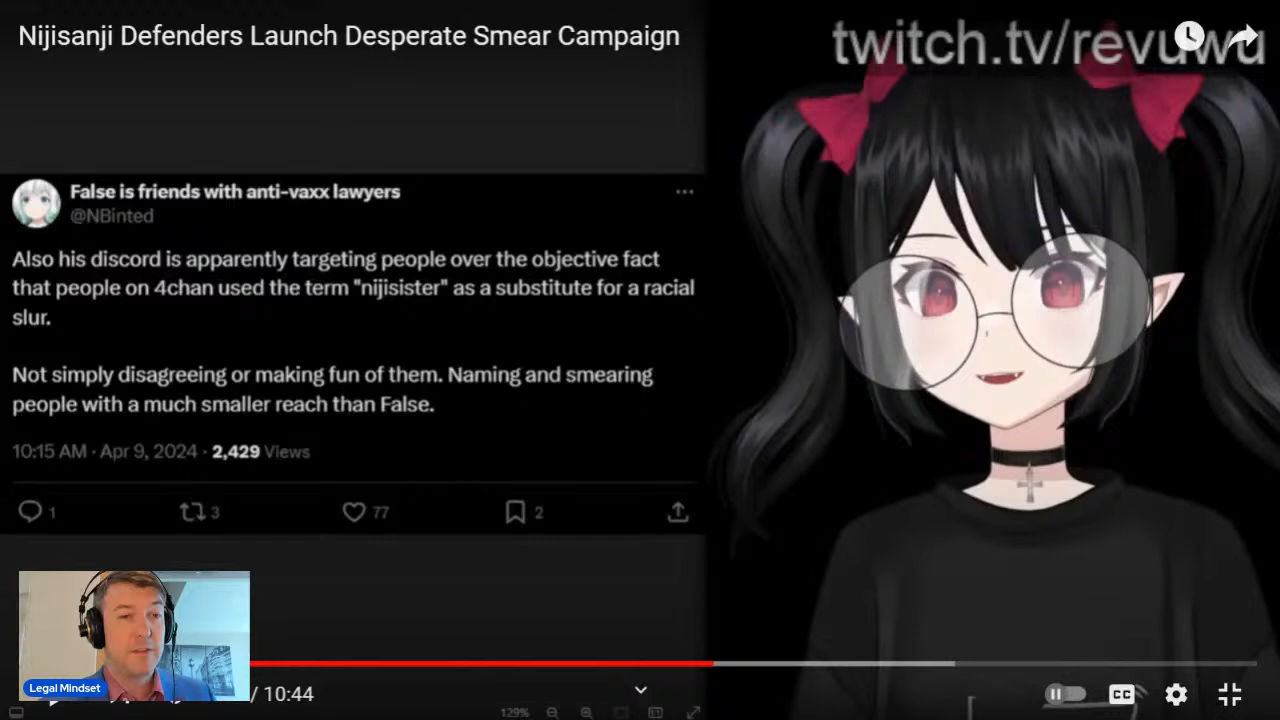 Nijisanji Defenders Launch Desperate Smear Campaign
twitch.tv/revuwu
False is friends with anti-vaxx lawyers
@NBinted
Also his discord is apparently targeting people over the objective fact
that people on 4chan used the term "nijisister" as a substitute for a racial
slur.
Not simply disagreeing or making fun of them. Naming and smearing
people with a much smaller reach than False.
10:15 AM · Apr 9, 2024 · 2,429 Views
1 3 77 2
Legal Mindset
/ 10:44
CC
129%